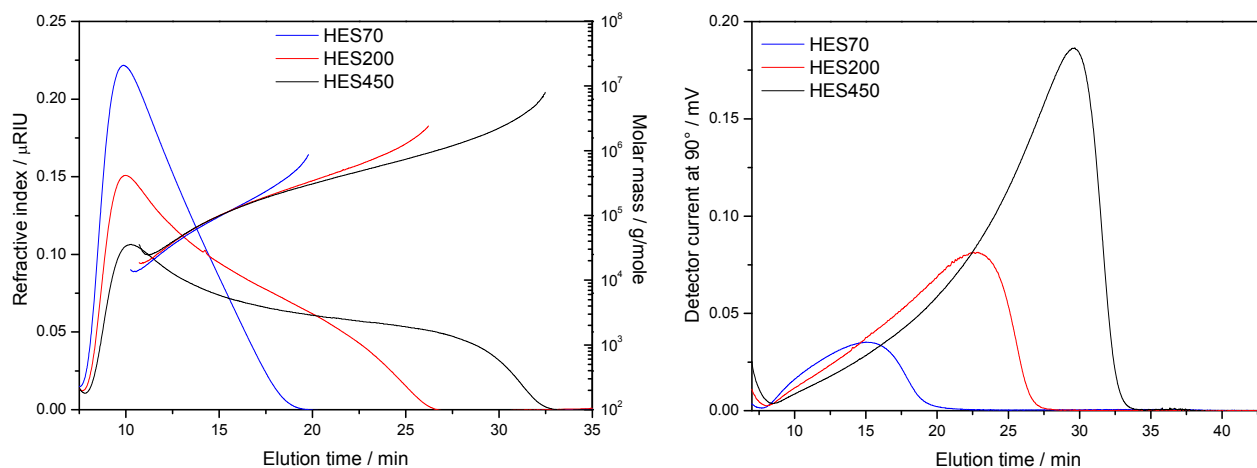 HES70
HES200
HES450
Refractive index / μRIU
0.25
0.20
0.15
0.10
0.05
0.00
10
15
20
25
30
35
Elution time / min
10^8
10^7
10^6
10^5
10^4
10^3
10^2
Molar mass / g/mole
HES70
HES200
HES450
Detector current at 90° / mV
0.20
0.15
0.10
0.05
0.00
10
15
20
25
30
35
40
Elution time / min